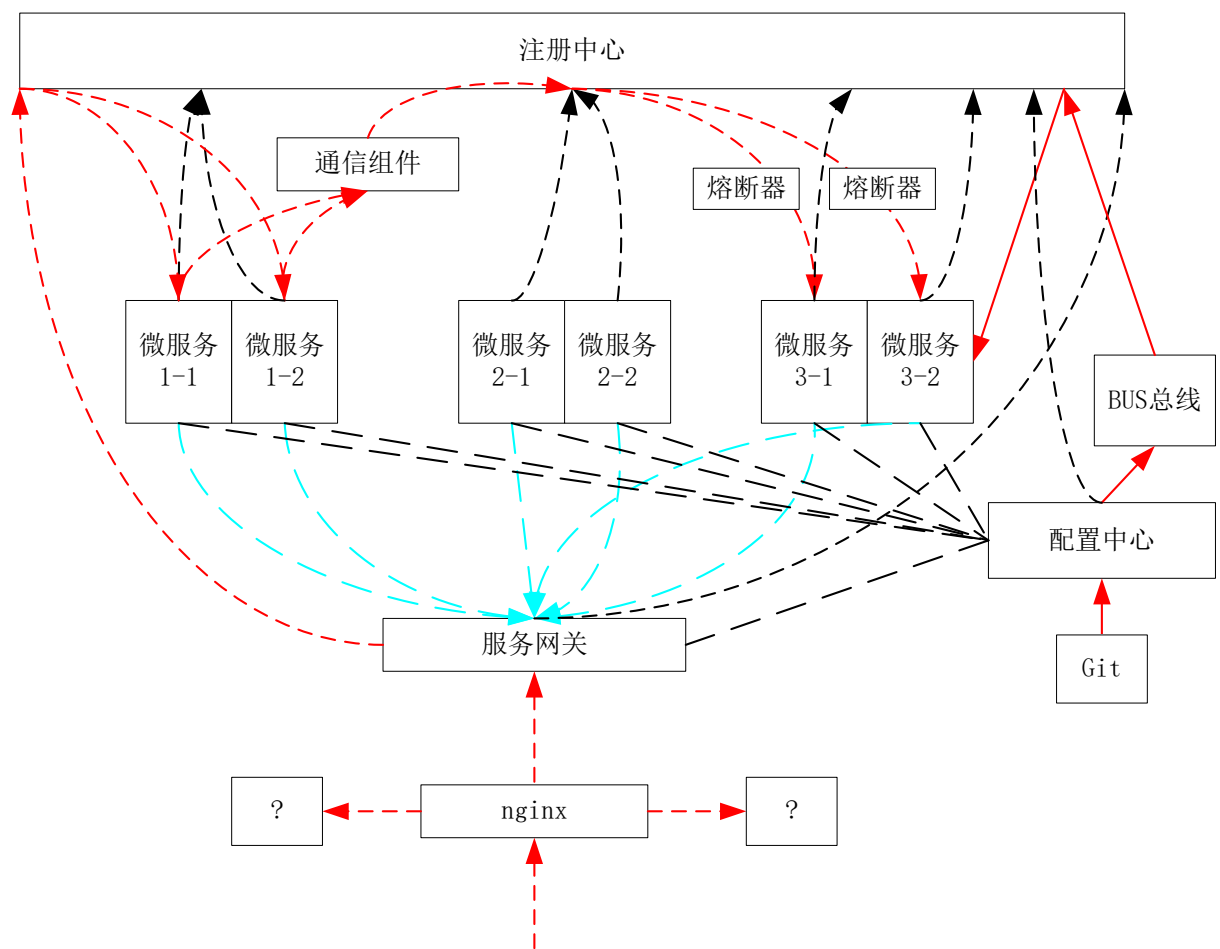 注册中心
通信组件
熔断器
熔断器
微服务
1-1
微服务
1-2
微服务
2-1
微服务
2-2
微服务
3-1
微服务
3-2
BUS总线
配置中心
服务网关
Git
?
nginx
?